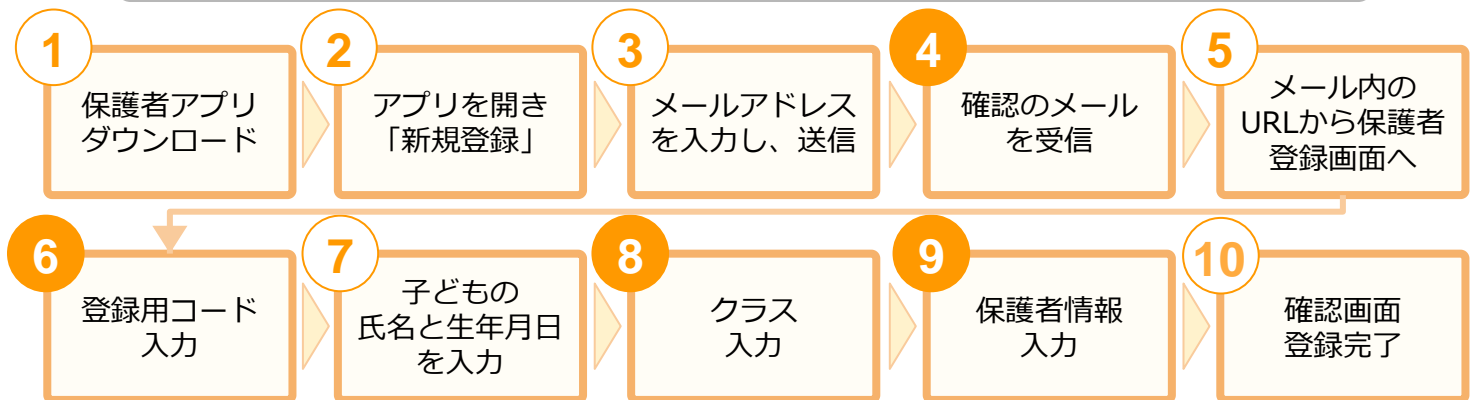 1
保護者アプリ
ダウンロード
2
アプリを開き
「新規登録」
3
メールアドレス
を入力し、送信
4
確認のメール
を受信
5
メール内の
URLから保護者
登録画面へ
6
登録用コード
入力
7
子どもの
氏名と生年月日
を入力
8
クラス
入力
9
保護者情報
入力
10
確認画面
登録完了